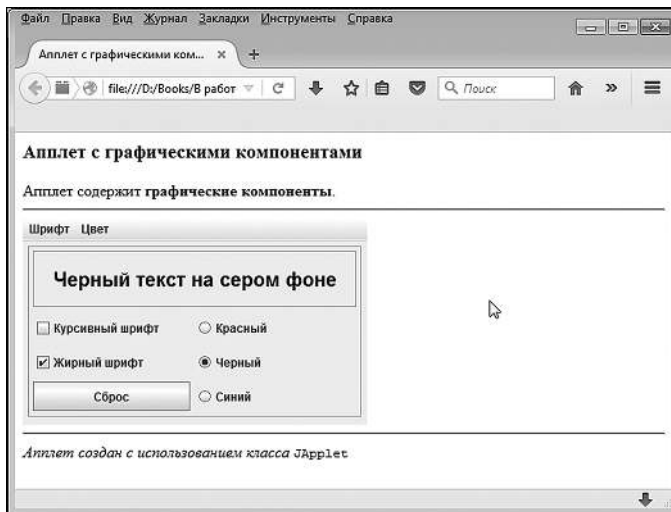 Файл Правка Вид Журнал Закладки Инструменты Справка
Апплет с графическими ком... × +
file:///D:/Books/В работ Поиск
Апплет с графическими компонентами
Апплет содержит графические компоненты.
Шрифт Цвет
Черный текст на сером фоне
Курсивный шрифт Красный
Жирный шрифт Черный
Сброс Синий
Апплет создан с использованием класса JApplet